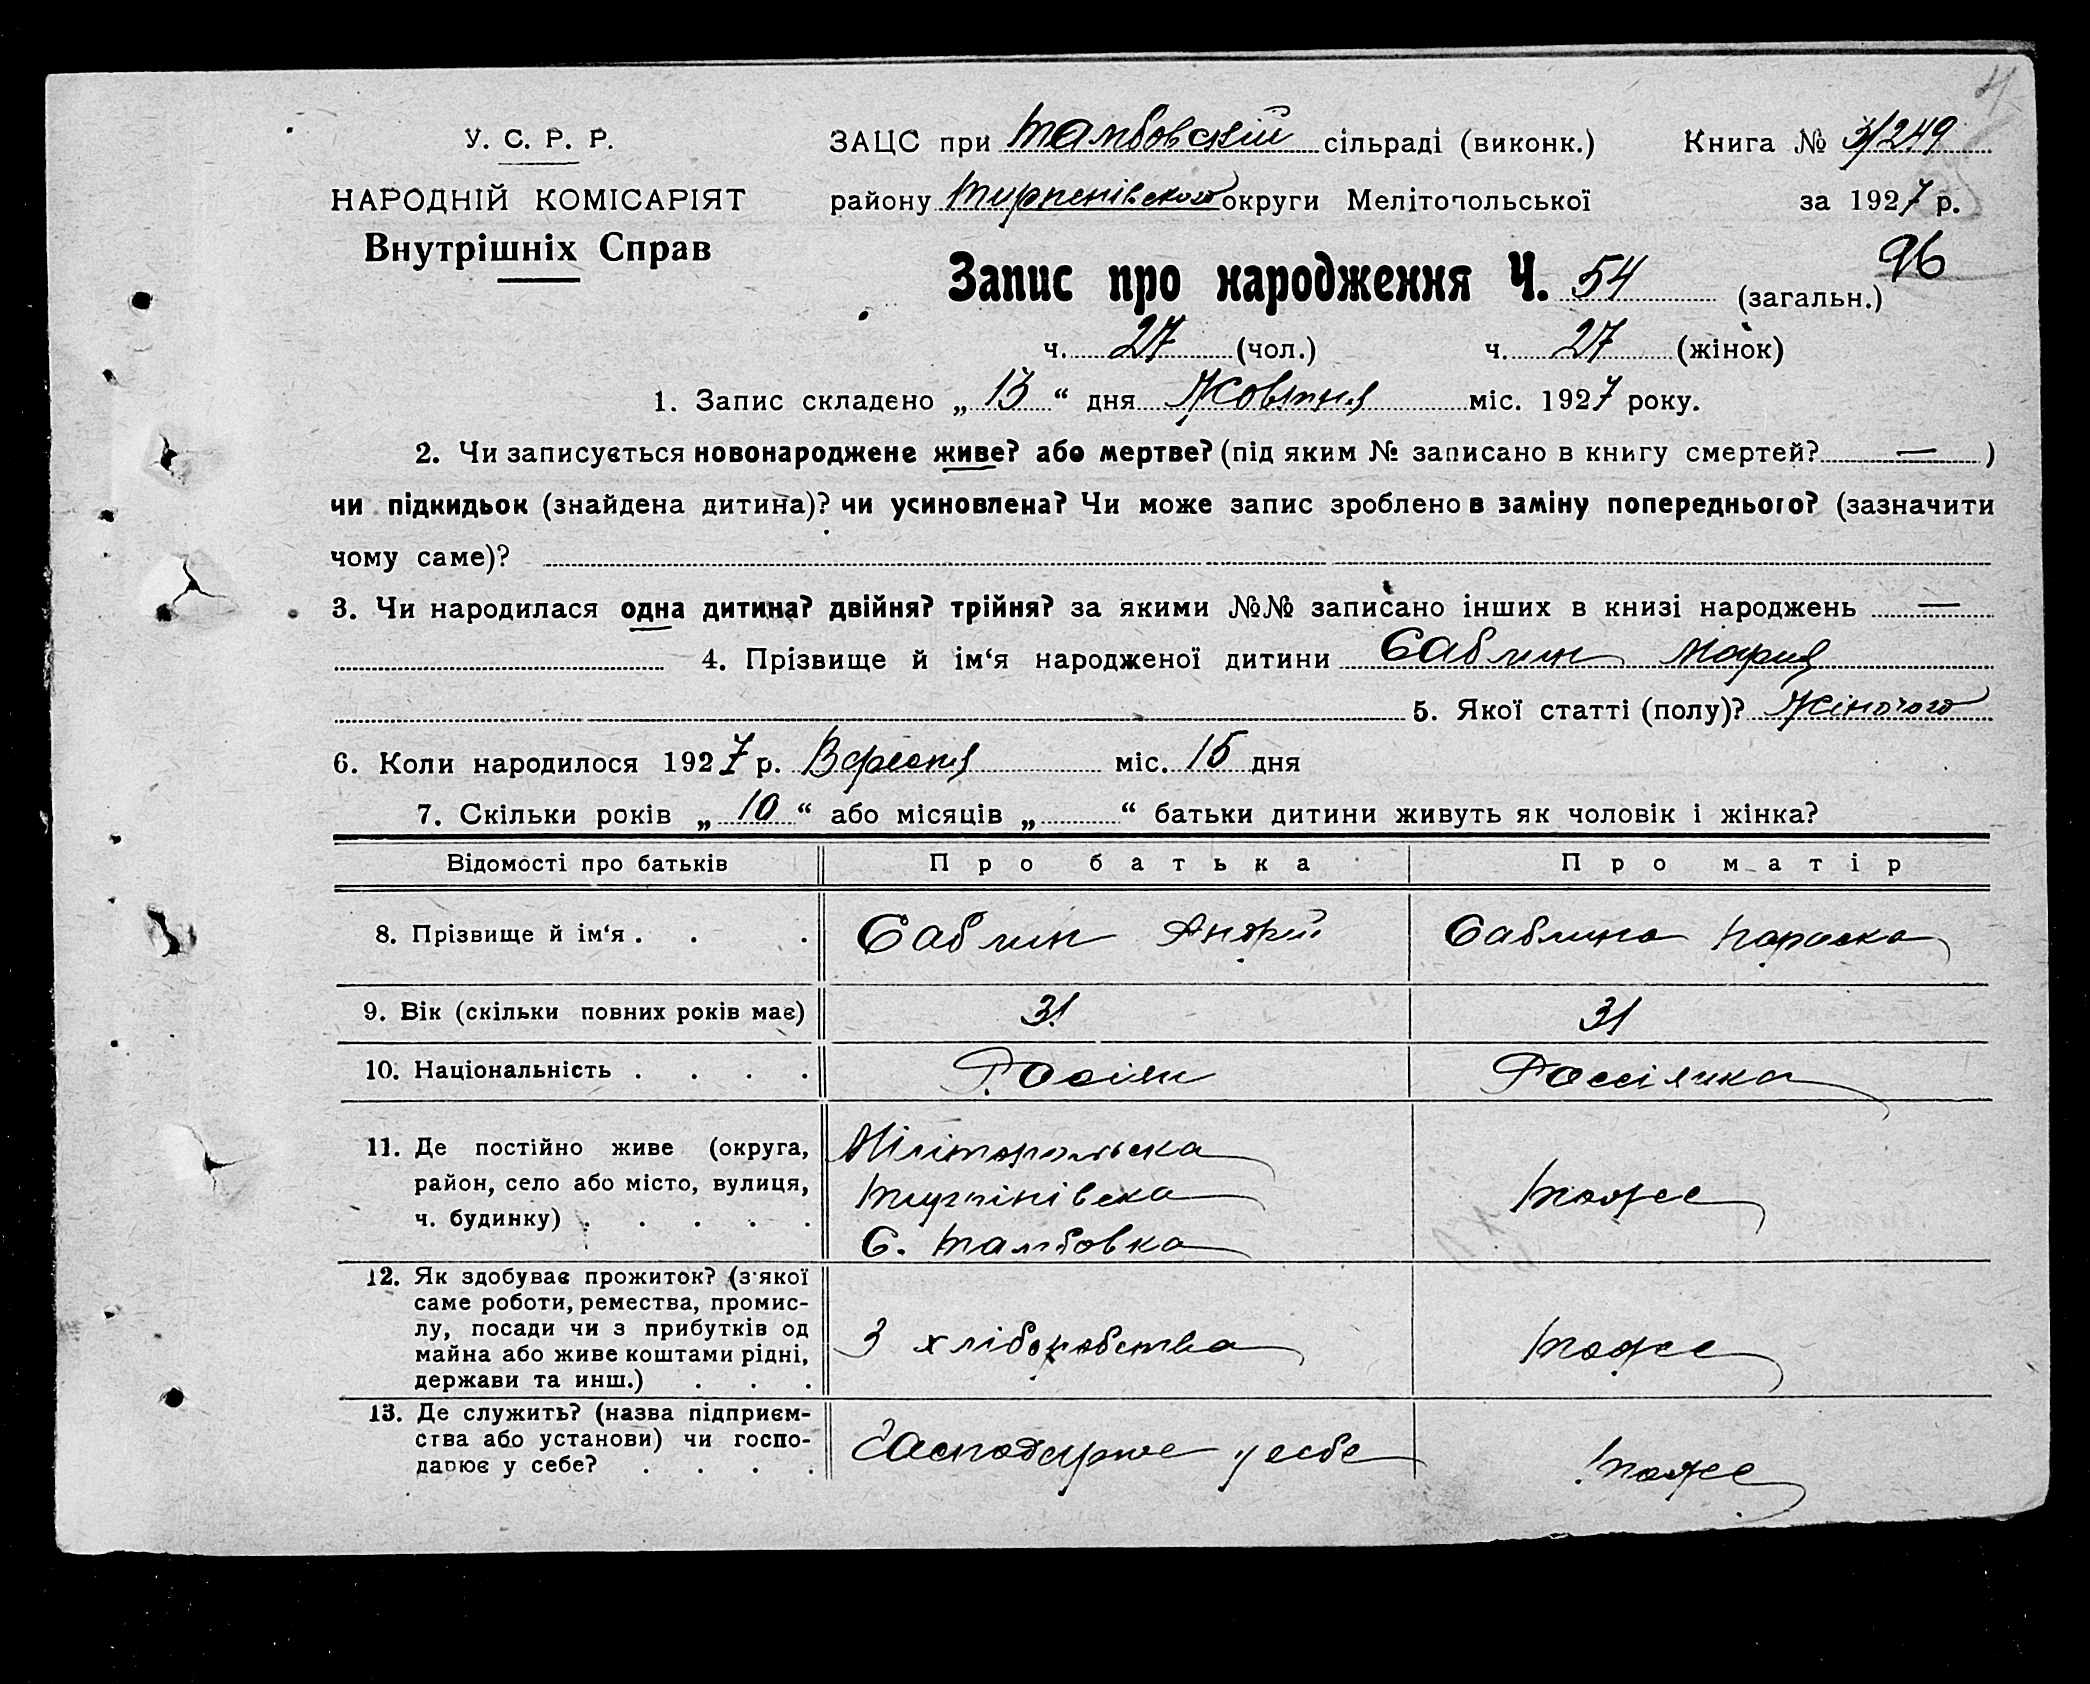 4
У. С. Р. Р.
ЗАЦС при Тамбовский сільраді (виконк.) Книга № 3/249
НАРОДНІЙ КОМІСАРІЯТ
району Тирпенівского округи Мелітопольської за 1927 р.
Внутрішніх Справ
96
Запис про народження Ч. 54 (загальн.)
ч. 27 (чол.) ч. 27 (жінок)
1. Запис складено „ 13 “ дня Жовтня міс. 1927 року.
2. Чи записується новонароджене живе? або мертве? (під яким № записано в книгу смертей? — )
чи підкидьок (знайдена дитина)? чи усиновлена? Чи може запис зроблено в заміну попереднього? (зазначити
чому саме)?
3. Чи народилася одна дитина? двійня? трійня? за якими №№ записано інших в книзі народжень —
4. Прізвище й ім‘я народженої дитини Саблин Мария
5. Якої статті (полу)? Жіночого
6. Коли народилося 1927 р. Вересня міс. 15 дня
7. Скільки років „ 10 “ або місяців „ “ батьки дитини живуть як чоловік і жінка?
Відомості про батьків Про батька Про матір
8. Прізвище й ім‘я . . . Саблин Андрій Саблина Параска
9. Вік (скільки повних років має) 31 31
10. Національність . . . . Росіян Россіянка
11. Де постійно живе (округа, Мілітопольска
район, село або місто, вулиця, Тирпінівска тоже
ч. будинку) . . . . . С. Тамбовка
12. Як здобуває прожиток? (з'якої
саме роботи, ремества, промис-
лу, посади чи з прибутків од З хліборобства тоже
майна або живе коштами рідні,
держави та инш.) . . .
13. Де служить? (назва підприєм-
ства або установи) чи госпо- Господарює у себе тоже
дарює у себе? . . . .